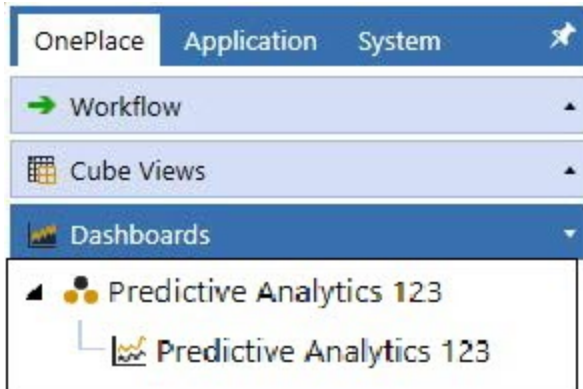 OnePlace Application System
Workflow
Cube Views
Dashboards
Predictive Analytics 123
Predictive Analytics 123